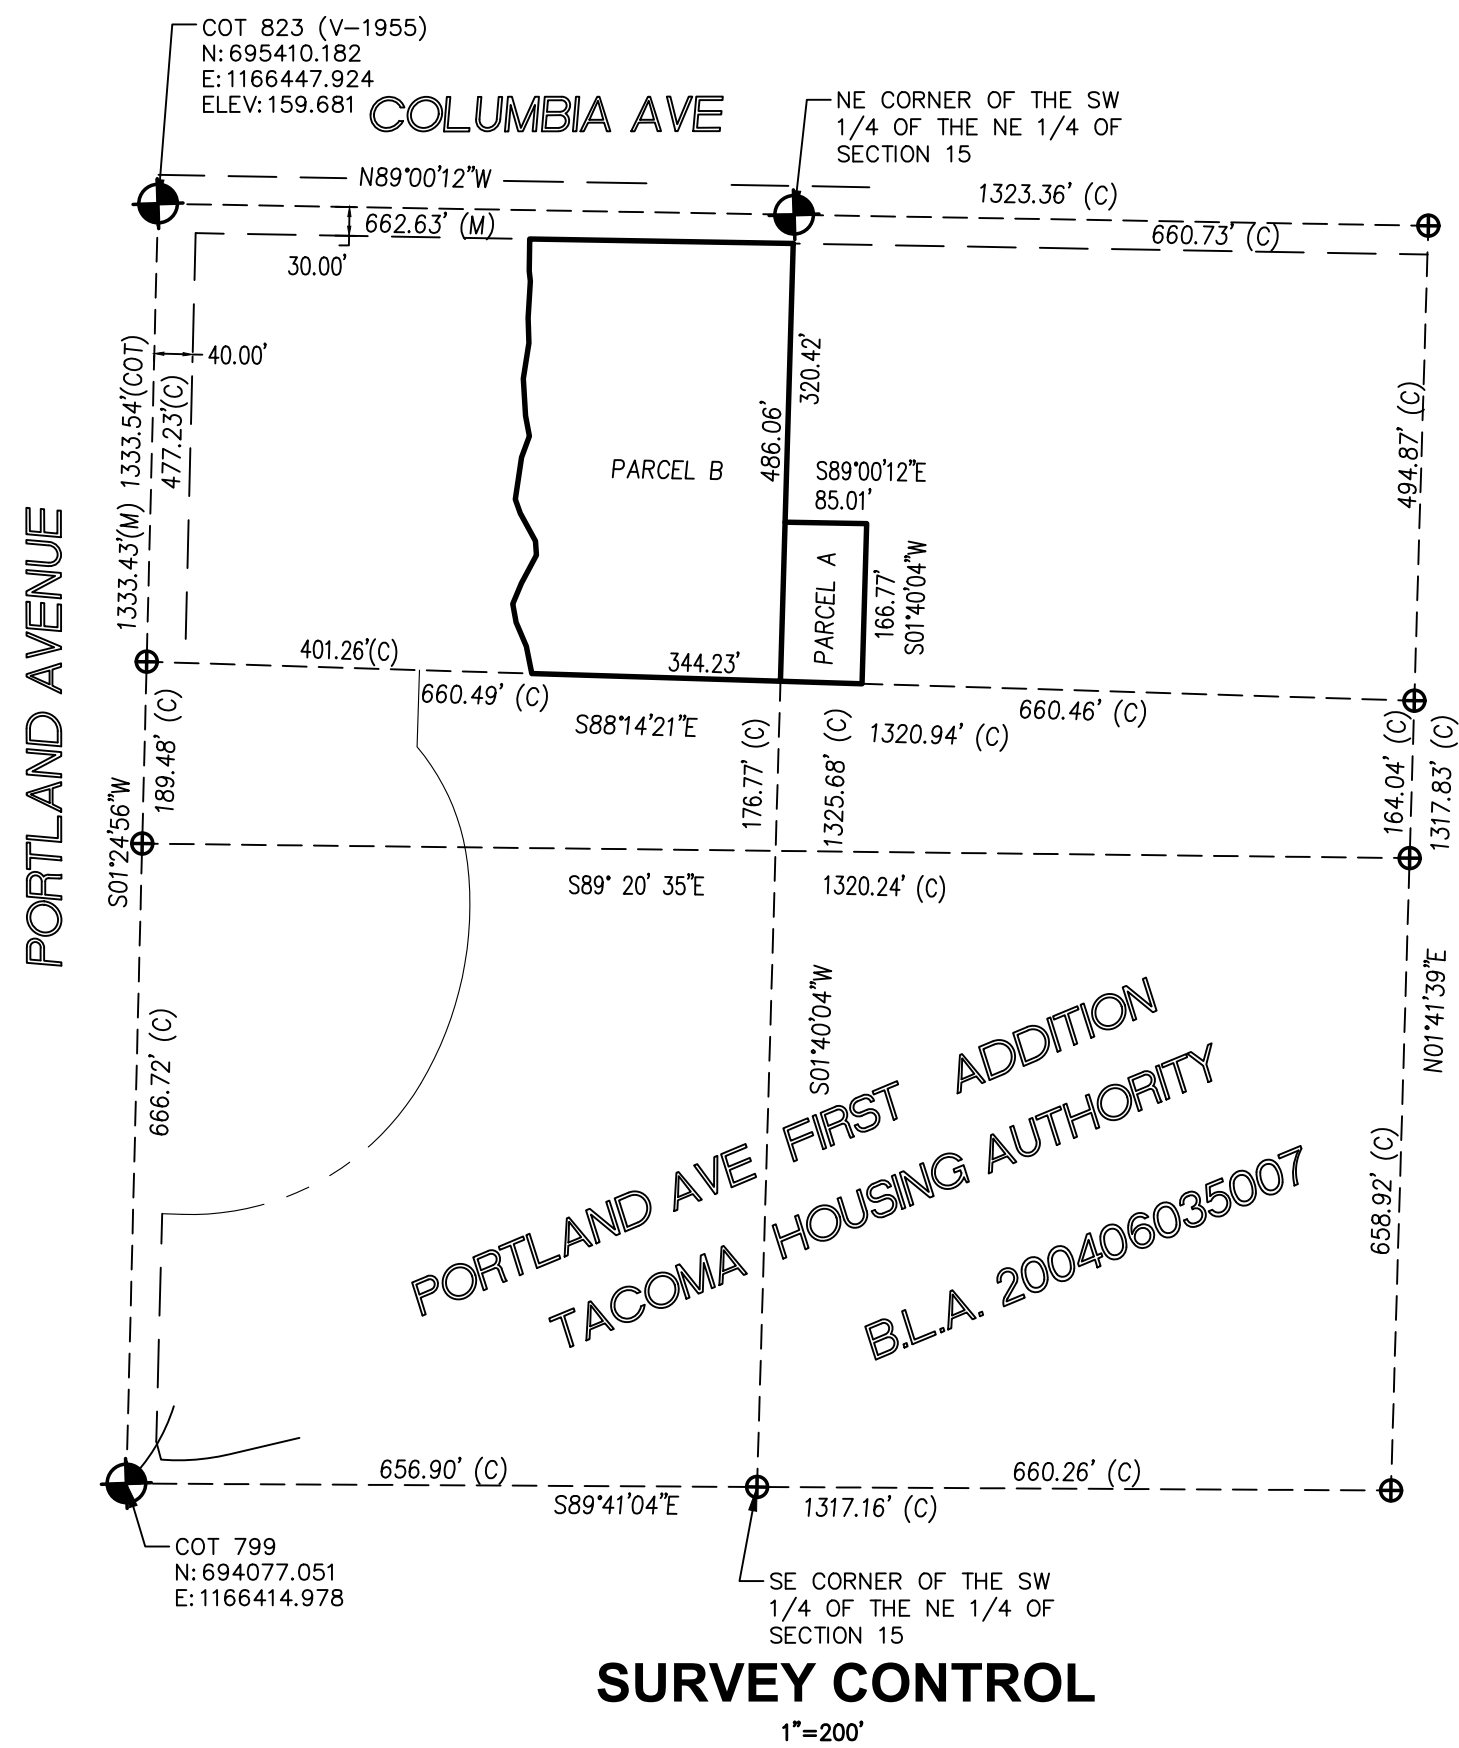 COT 823 (V-1955)
N: 695410.182
E: 1166447.924
ELEV: 159.681
COLUMBIA AVE
NE CORNER OF THE SW
1/4 OF THE NE 1/4 OF
SECTION 15
N89°00'12"W
1323.36' (C)
662.63' (M)
660.73' (C)
30.00'
40.00'
1333.43'(M) 1333.54'(COT)
477.23'(C)
320.42'
486.06'
494.87' (C)
PARCEL B
S89°00'12"E
85.01'
PARCEL A
166.77'
S01°40'04"W
PORTLAND AVENUE
401.26'(C)
344.23'
660.49' (C)
660.46' (C)
S88°14'21"E
1320.94' (C)
189.48' (C)
S01°24'56"W
176.77' (C)
1325.68' (C)
164.04' (C)
1317.83' (C)
S89° 20' 35"E
1320.24' (C)
666.72' (C)
S01°40'04"W
N01°41'39"E
658.92' (C)
PORTLAND AVE FIRST ADDITION
TACOMA HOUSING AUTHORITY
B.L.A. 200406035007
656.90' (C)
660.26' (C)
S89°41'04"E
1317.16' (C)
COT 799
N: 694077.051
E: 1166414.978
SE CORNER OF THE SW
1/4 OF THE NE 1/4 OF
SECTION 15
SURVEY CONTROL
1"=200'